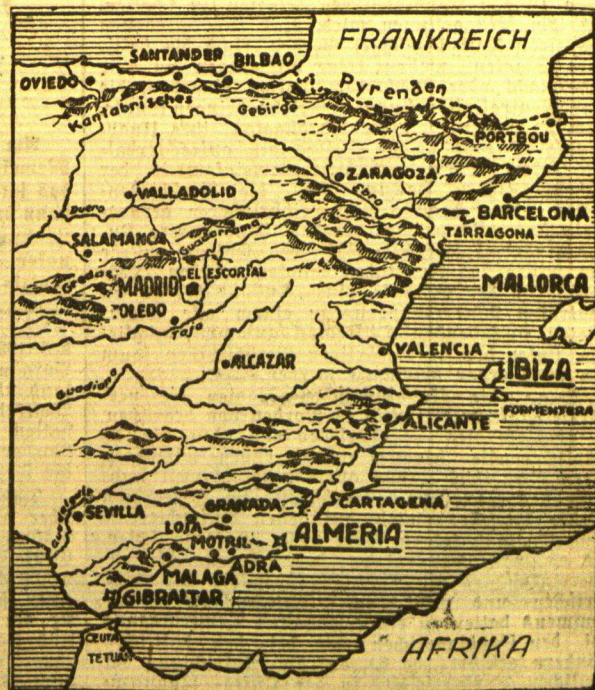 FRANKREICH
SANTANDER
BILBAO
OVIEDO
Pyrenäen
Kantabrisches
Gebirge
PORTBOU
ZARAGOZA
Ebro
VALLADOLID
BARCELONA
Duero
TARRAGONA
SALAMANCA
Guadarrama
EL ESCORIAL
Gredos
MADRID
MALLORCA
TOLEDO
Tajo
VALENCIA
ALCAZAR
IBIZA
Guadiana
FORMENTERA
ALICANTE
CARTAGENA
Guadalquivir
SEVILLA
GRANADA
LOJA
MOTRIL
ALMERIA
ADRA
MALAGA
GIBRALTAR
CEUTA
TETUAN
AFRIKA